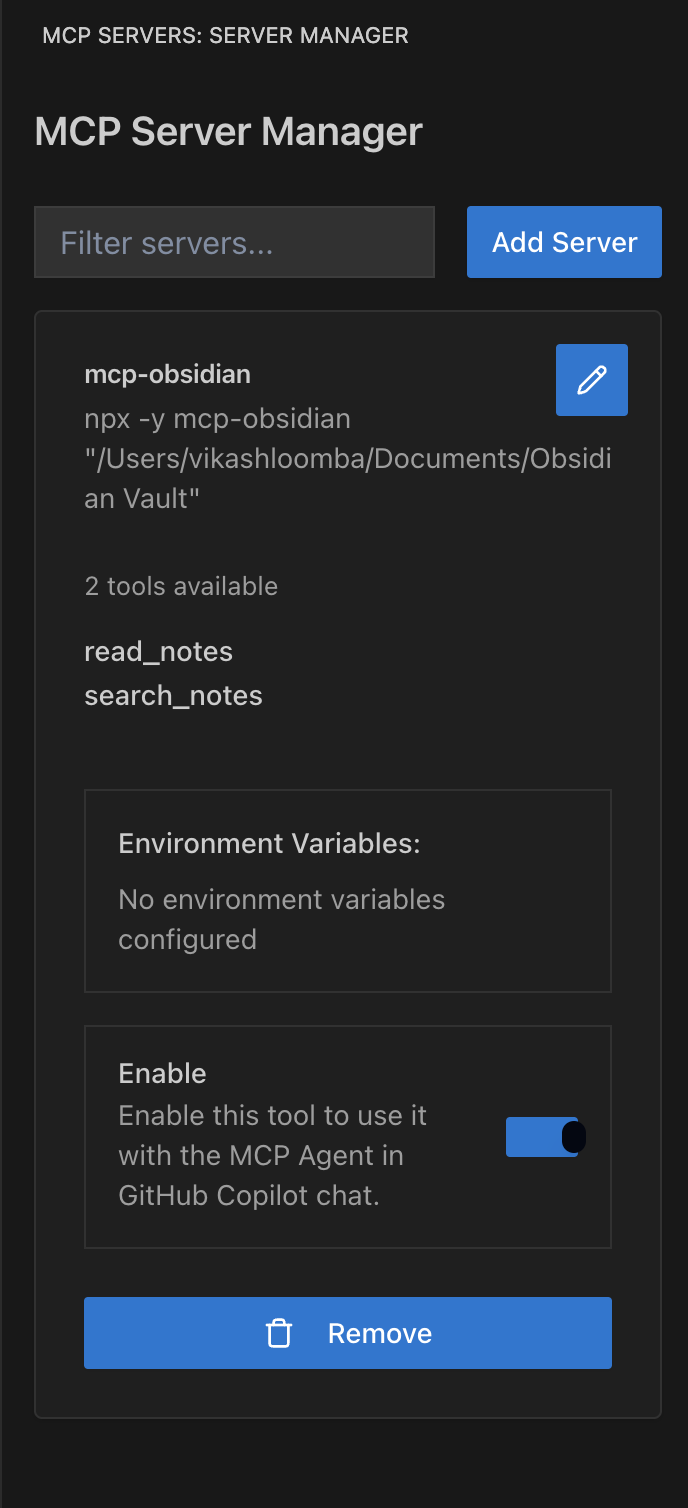 MCP SERVERS: SERVER MANAGER
MCP Server Manager
Filter servers...
Add Server
mcp-obsidian
npx -y mcp-obsidian
"/Users/vikashloomba/Documents/Obsidi
an Vault"
2 tools available
read_notes
search_notes
Environment Variables:
No environment variables
configured
Enable
Enable this tool to use it
with the MCP Agent in
GitHub Copilot chat.
Remove